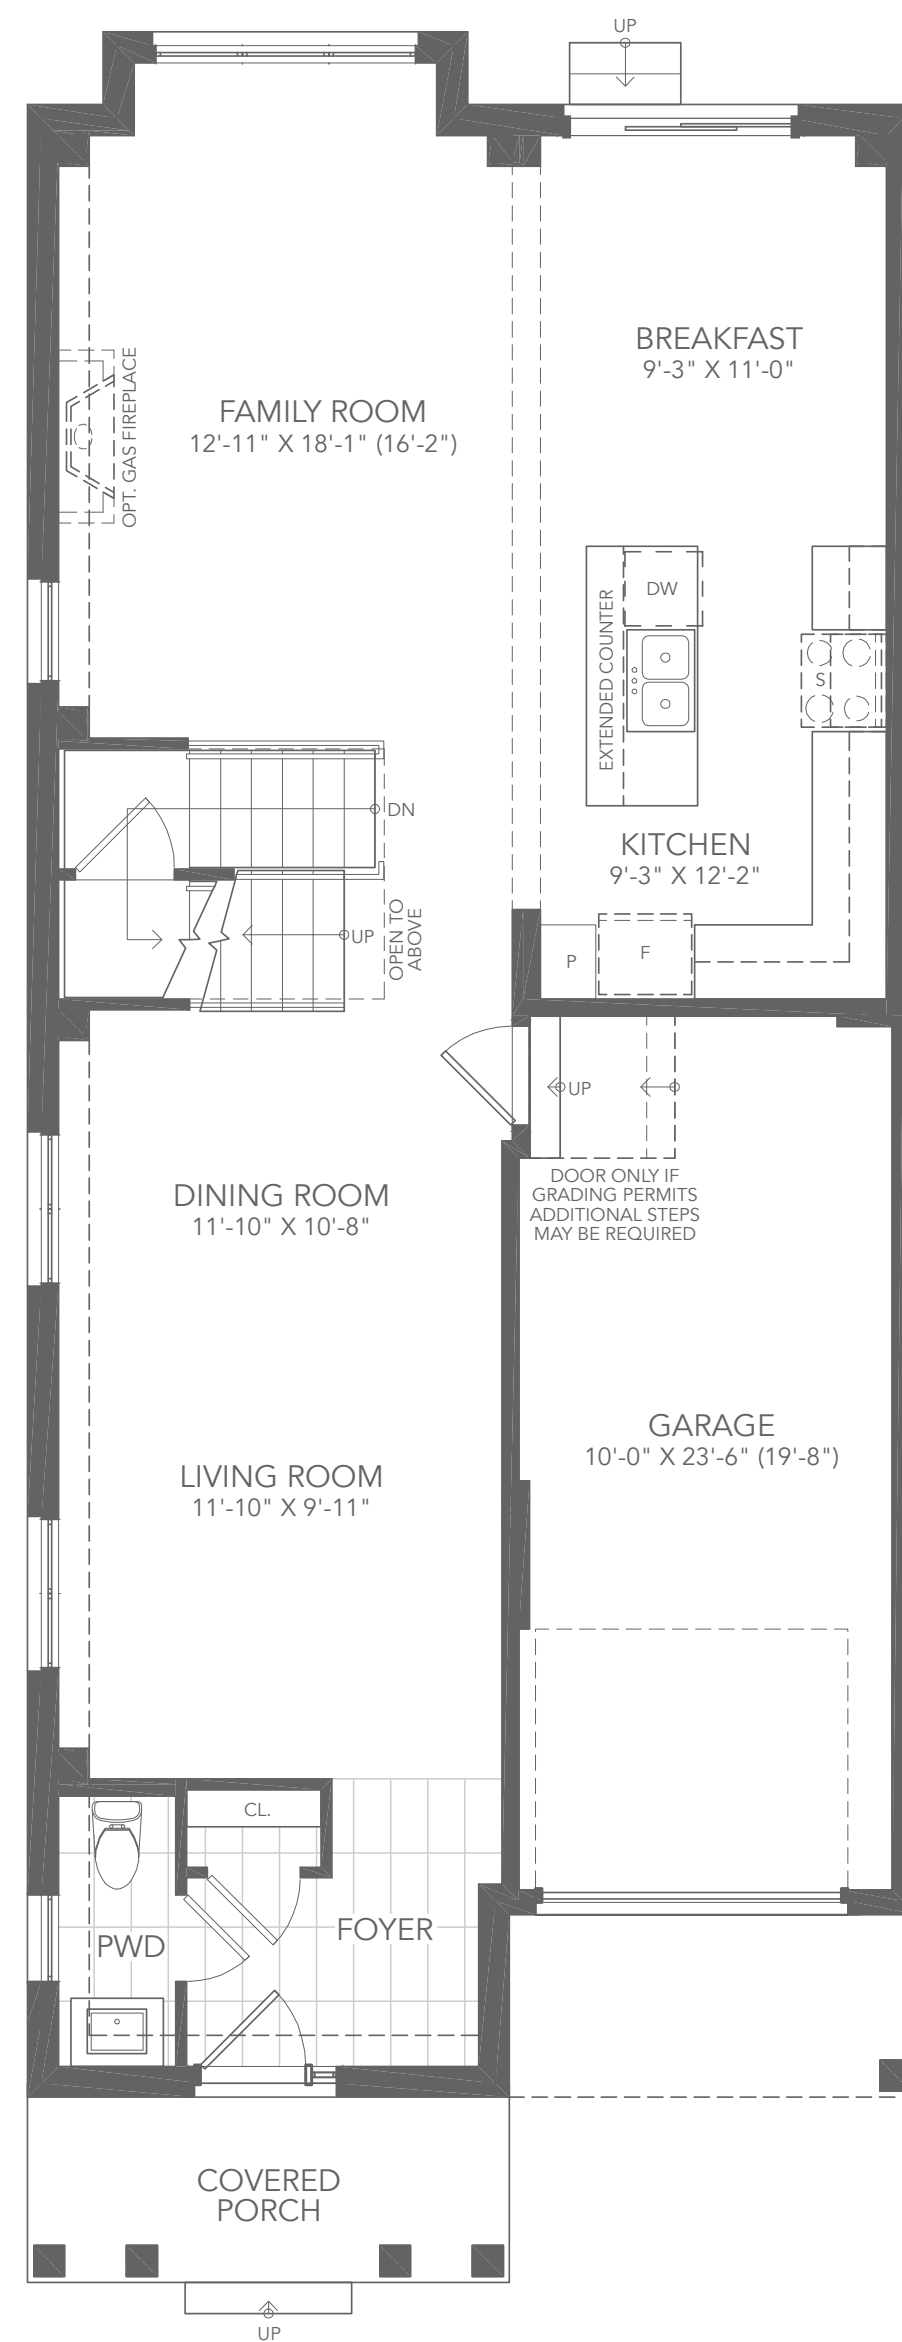 UP
BREAKFAST
9'-3" X 11'-0"
FAMILY ROOM
12'-11" X 18'-1" (16'-2")
OPT. GAS FIREPLACE
DW
EXTENDED COUNTER
S
DN
KITCHEN
9'-3" X 12'-2"
UP
OPEN TO
ABOVE
P
F
UP
DOOR ONLY IF
GRADING PERMITS
ADDITIONAL STEPS
MAY BE REQUIRED
DINING ROOM
11'-10" X 10'-8"
GARAGE
10'-0" X 23'-6" (19'-8")
LIVING ROOM
11'-10" X 9'-11"
CL.
FOYER
PWD
COVERED
PORCH
UP